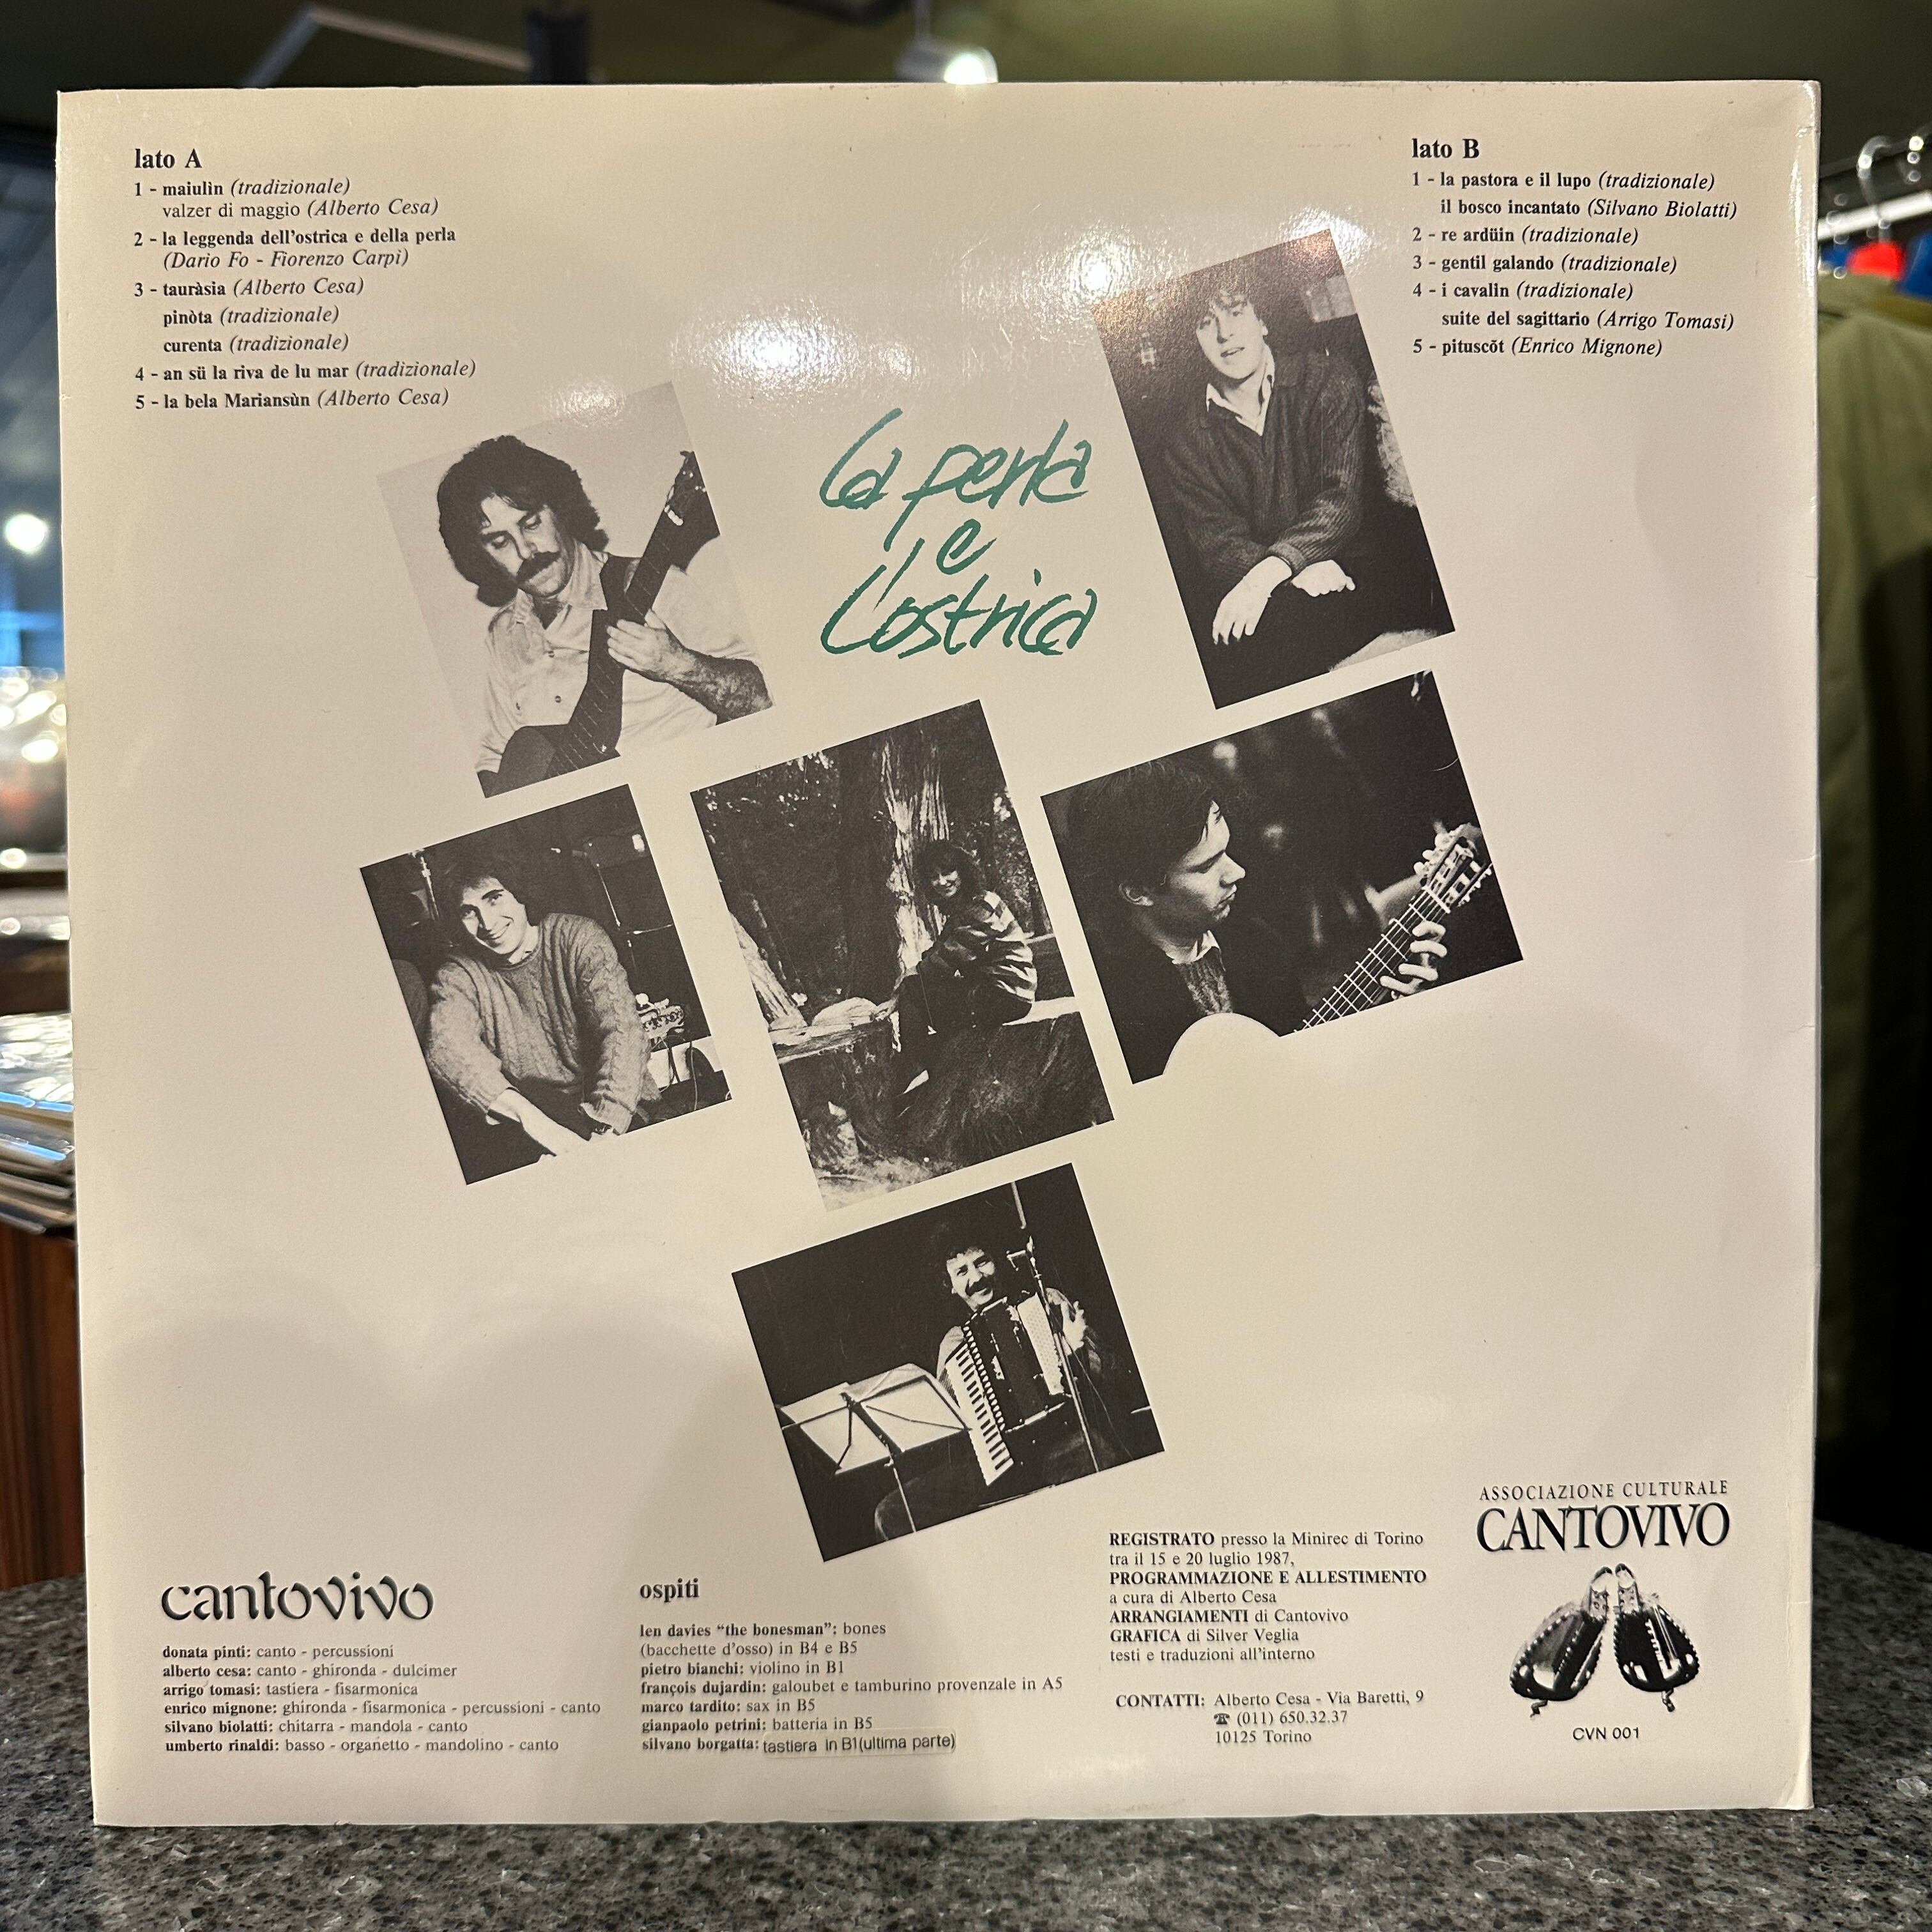 lato A
1 - maiulìn (tradizionale)
valzer di maggio (Alberto Cesa)
2 - la leggenda dell'ostrica e della perla
(Dario Fo - Fiorenzo Carpi)
3 - tauràsia (Alberto Cesa)
pinòta (tradizionale)
curenta (tradizionale)
4 - an sü la riva de lu mar (tradizionale)
5 - la bela Mariansùn (Alberto Cesa)
lato B
1 - la pastora e il lupo (tradizionale)
il bosco incantato (Silvano Biolatti)
2 - re ardüin (tradizionale)
3 - gentil galando (tradizionale)
4 - i cavalin (tradizionale)
suite del sagittario (Arrigo Tomasi)
5 - pituscõt (Enrico Mignone)
la perla
e
l'ostrica
cantovivo
donata pinti: canto - percussioni
alberto cesa: canto - ghironda - dulcimer
arrigo tomasi: tastiera - fisarmonica
enrico mignone: ghironda - fisarmonica - percussioni - canto
silvano biolatti: chitarra - mandola - canto
umberto rinaldi: basso - organetto - mandolino - canto
ospiti
len davies "the bonesman": bones
(bacchette d'osso) in B4 e B5
pietro bianchi: violino in B1
françois dujardin: galoubet e tamburino provenzale in A5
marco tardito: sax in B5
gianpaolo petrini: batteria in B5
silvano borgatta: tastiera in B1(ultima parte)
REGISTRATO presso la Minirec di Torino
tra il 15 e 20 luglio 1987,
PROGRAMMAZIONE E ALLESTIMENTO
a cura di Alberto Cesa
ARRANGIAMENTI di Cantovivo
GRAFICA di Silver Veglia
testi e traduzioni all'interno
CONTATTI: Alberto Cesa - Via Baretti, 9
☎ (011) 650.32.37
10125 Torino
ASSOCIAZIONE CULTURALE
CANTOVIVO
CVN 001